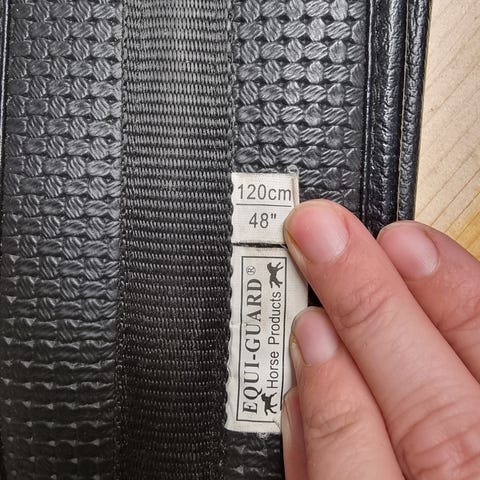 120cm
48"
EQUI-GUARD®
Horse Products